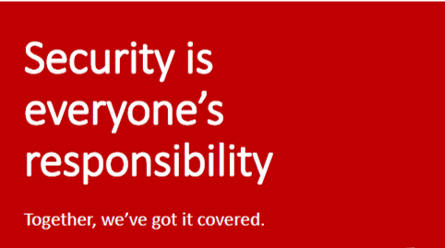 Security is
everyone’s
responsibility
Together, we’ve got it covered.